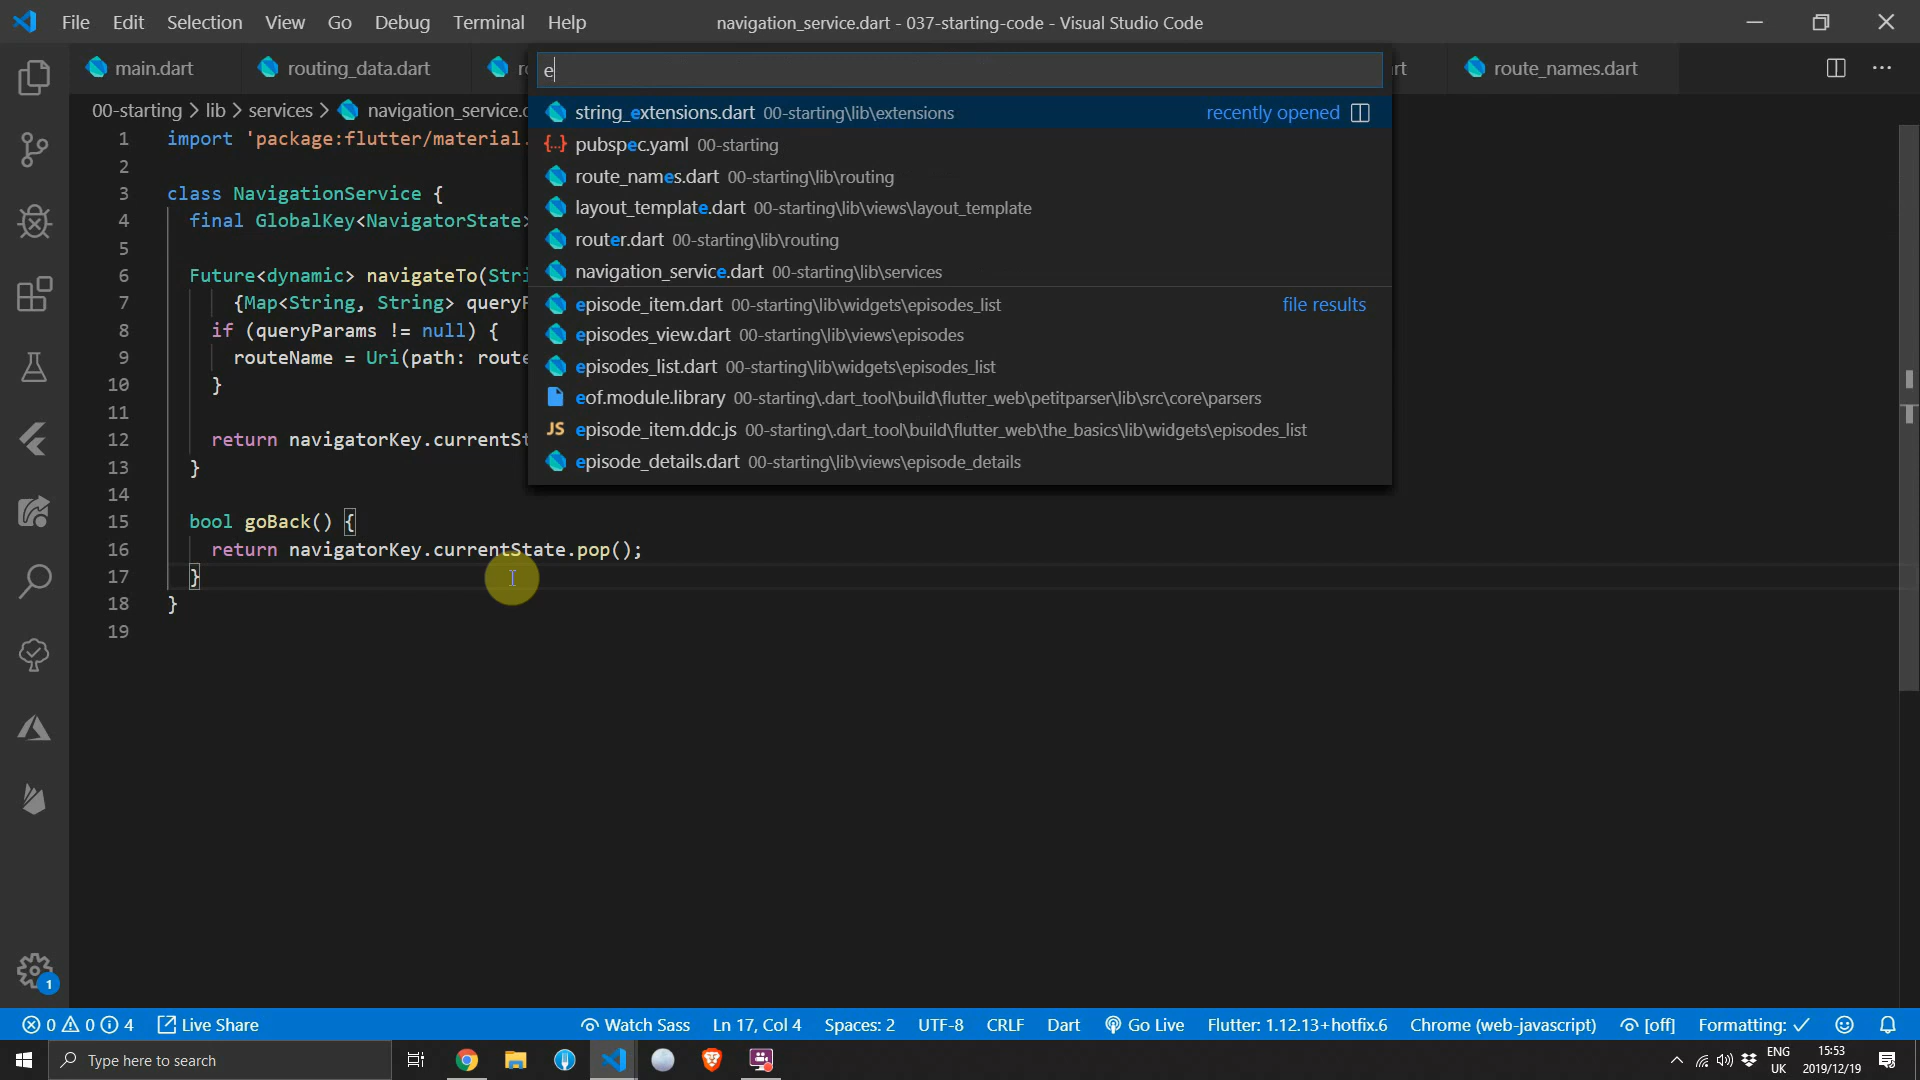 File Edit Selection View Go Debug Terminal Help
navigation_service.dart - 037-starting-code - Visual Studio Code
main.dart
routing_data.dart
route_names.dart
e
00-starting > lib > services > navigation_service.
string_extensions.dart 00-starting\lib\extensions recently opened
pubspec.yaml 00-starting
route_names.dart 00-starting\lib\routing
layout_template.dart 00-starting\lib\views\layout_template
router.dart 00-starting\lib\routing
navigation_service.dart 00-starting\lib\services
episode_item.dart 00-starting\lib\widgets\episodes_list file results
episodes_view.dart 00-starting\lib\views\episodes
episodes_list.dart 00-starting\lib\widgets\episodes_list
eof.module.library 00-starting\.dart_tool\build\flutter_web\petitparser\lib\src\core\parsers
JS episode_item.ddc.js 00-starting\.dart_tool\build\flutter_web\the_basics\lib\widgets\episodes_list
episode_details.dart 00-starting\lib\views\episode_details
1 import 'package:flutter/material.
2
3 class NavigationService {
4 final GlobalKey<NavigatorState>
5
6 Future<dynamic> navigateTo(Stri
7 {Map<String, String> queryP
8 if (queryParams != null) {
9 routeName = Uri(path: route
10 }
11
12 return navigatorKey.currentSt
13 }
14
15 bool goBack() {
16 return navigatorKey.currentState.pop();
17 }
18 }
19
1
0 0 4 Live Share Watch Sass Ln 17, Col 4 Spaces: 2 UTF-8 CRLF Dart Go Live Flutter: 1.12.13+hotfix.6 Chrome (web-javascript) [off] Formatting: ✓
Type here to search
ENG
UK
15:53
2019/12/19